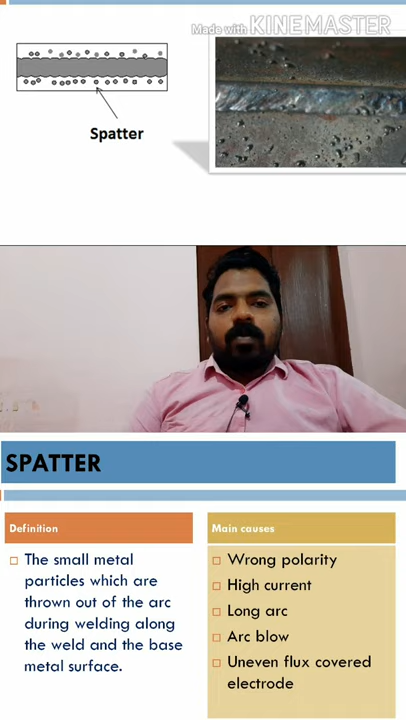 Made with KINEMASTER
Spatter
SPATTER
Definition
The small metal
particles which are
thrown out of the arc
during welding along
the weld and the base
metal surface.
Main causes
Wrong polarity
High current
Long arc
Arc blow
Uneven flux covered
electrode